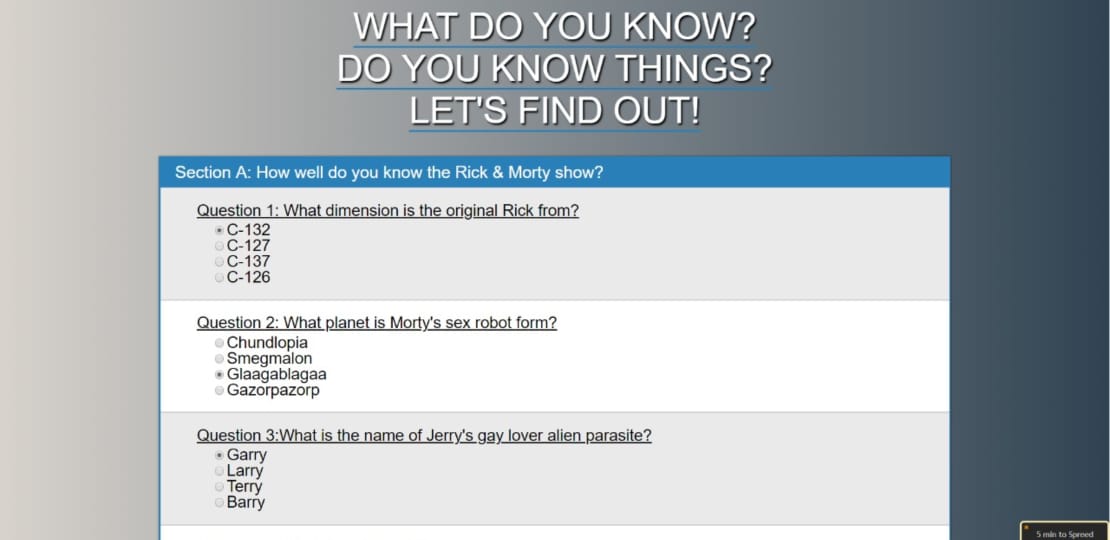 WHAT DO YOU KNOW?
DO YOU KNOW THINGS?
LET'S FIND OUT!
Section A: How well do you know the Rick & Morty show?
Question 1: What dimension is the original Rick from?
C-132
C-127
C-137
C-126
Question 2: What planet is Morty's sex robot form?
Chundlopia
Smegmalon
Glaagablagaa
Gazorpazorp
Question 3:What is the name of Jerry's gay lover alien parasite?
Garry
Larry
Terry
Barry
5 min to Spreed